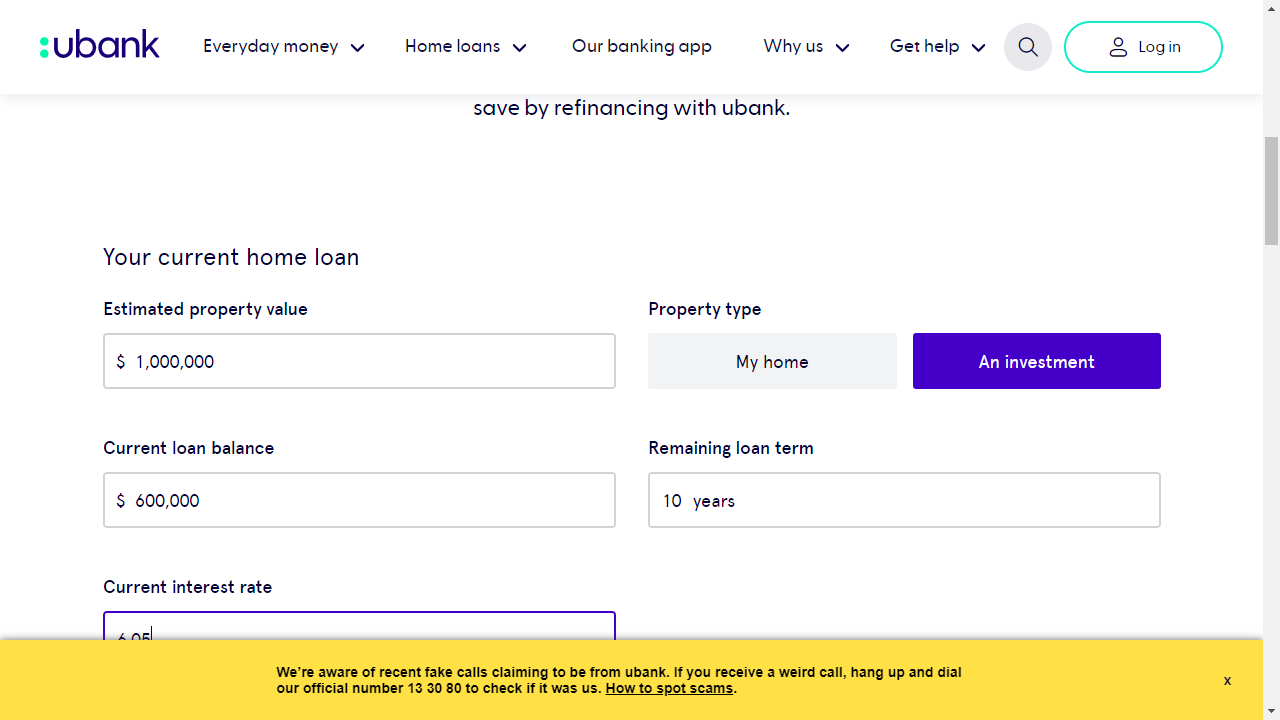 ubank
Everyday money
Home loans
Our banking app
Why us
Get help
Log in
save by refinancing with ubank.
Your current home loan
Estimated property value
Property type
$ 1,000,000
My home
An investment
Current loan balance
Remaining loan term
$ 600,000
10 years
Current interest rate
6.05
We're aware of recent fake calls claiming to be from ubank. If you receive a weird call, hang up and dial
our official number 13 30 80 to check if it was us. How to spot scams.
x